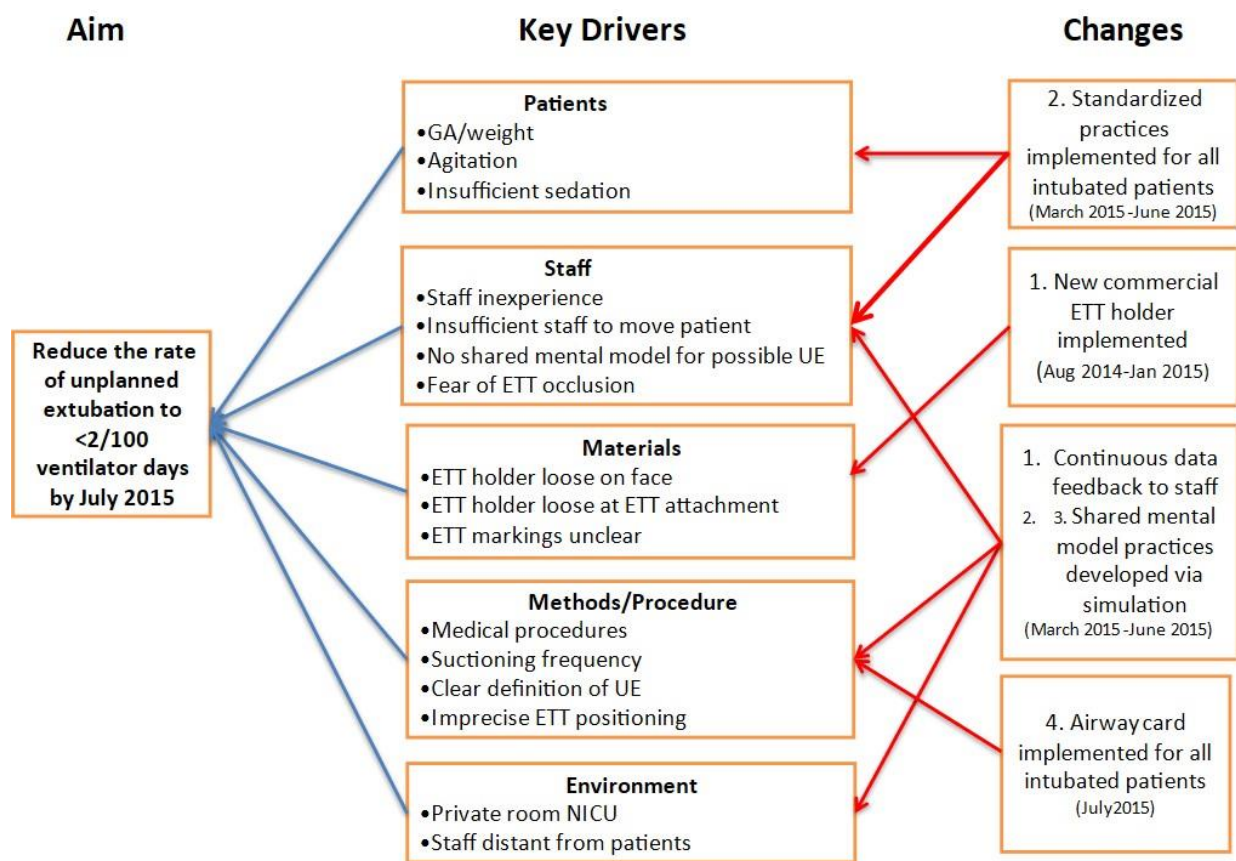 Aim
Key Drivers
Changes
Reduce the rate
of unplanned
extubation to
<2/100
ventilator days
by July 2015
Patients
•GA/weight
•Agitation
•Insufficient sedation
Staff
•Staff inexperience
•Insufficient staff to move patient
•No shared mental model for possible UE
•Fear of ETT occlusion
Materials
•ETT holder loose on face
•ETT holder loose at ETT attachment
•ETT markings unclear
Methods/Procedure
•Medical procedures
•Suctioning frequency
•Clear definition of UE
•Imprecise ETT positioning
Environment
•Private room NICU
•Staff distant from patients
2. Standardized
practices
implemented for all
intubated patients
(March 2015 -June 2015)
1. New commercial
ETT holder
implemented
(Aug 2014-Jan 2015)
1. Continuous data
feedback to staff
2. 3. Shared mental
model practices
developed via
simulation
(March 2015 -June 2015)
4. Airway card
implemented for all
intubated patients
(July2015)